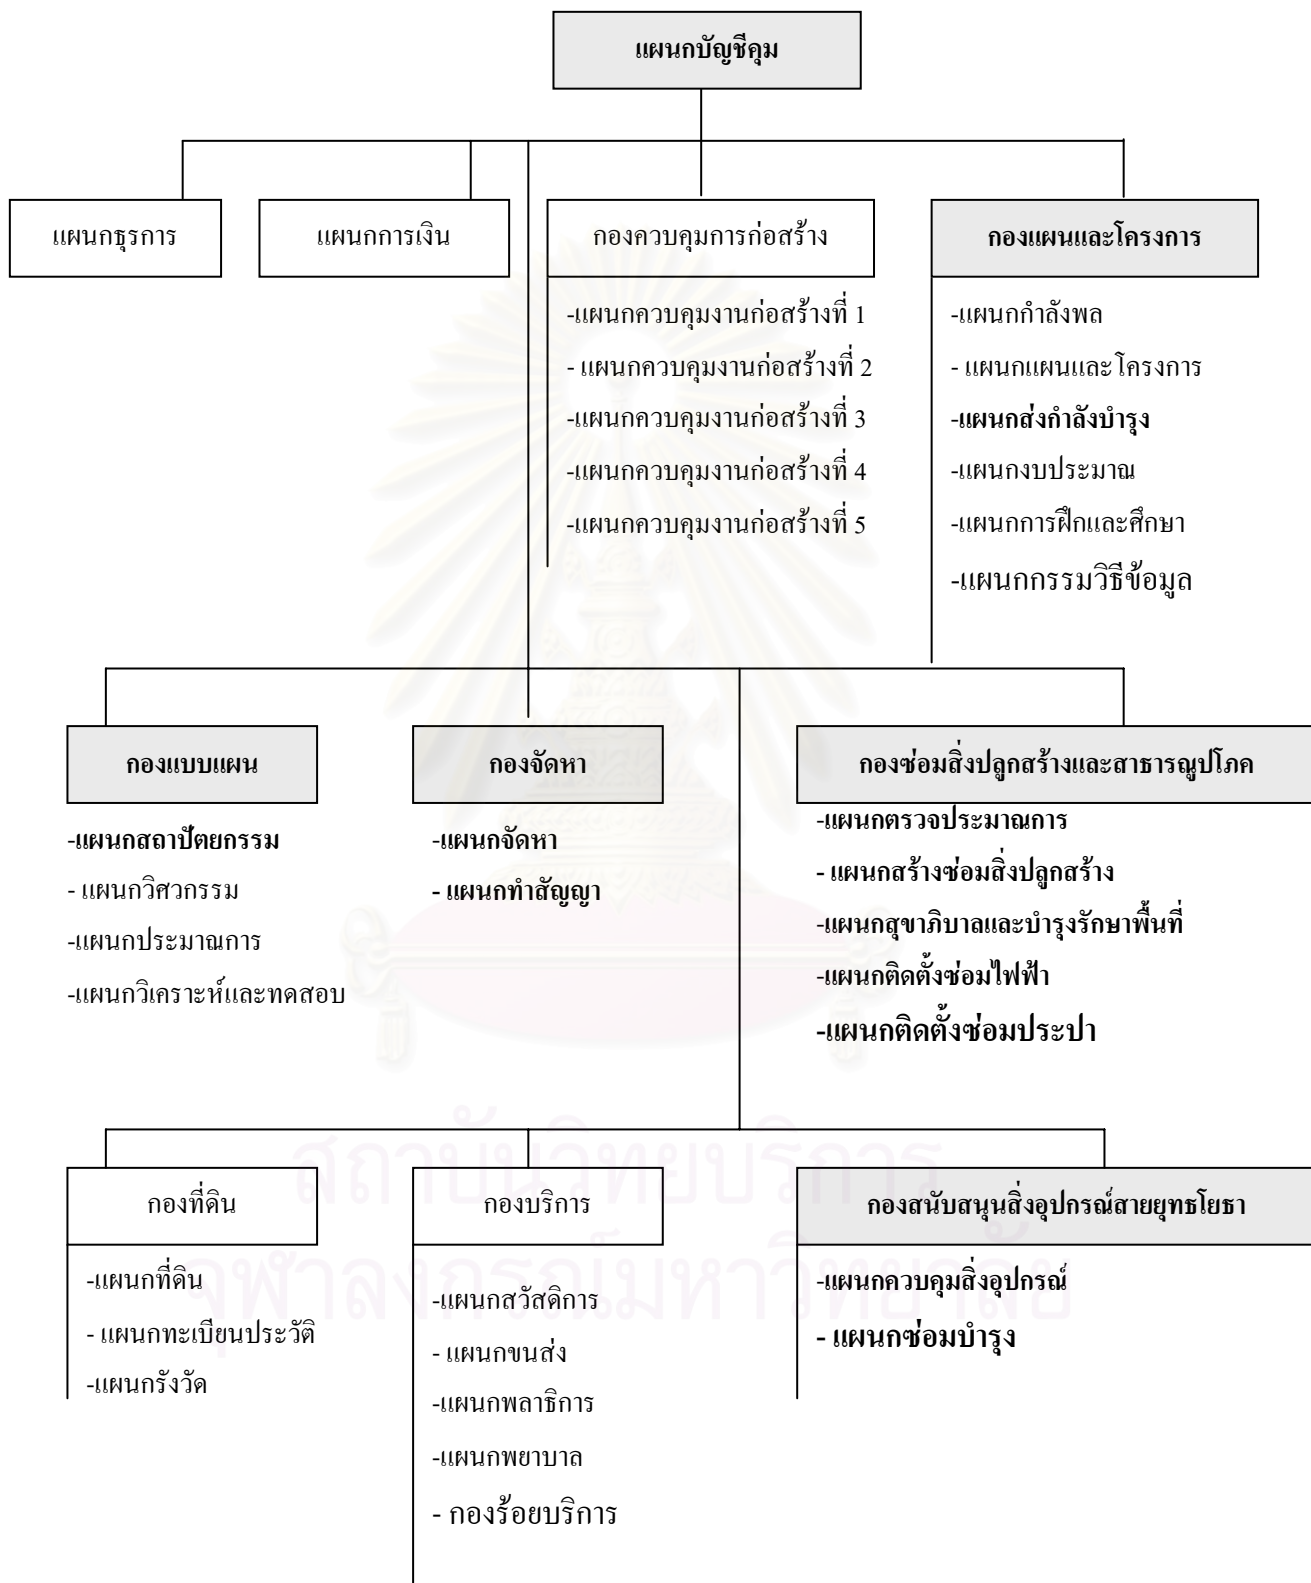 แผนกบัญชีคุม
แผนกธุรการ
แผนกการเงิน
กองควบคุมการก่อสร้าง
กองแผนและโครงการ
-แผนกควบคุมงานก่อสร้างที่ 1
- แผนกควบคุมงานก่อสร้างที่ 2
-แผนกควบคุมงานก่อสร้างที่ 3
-แผนกควบคุมงานก่อสร้างที่ 4
-แผนกควบคุมงานก่อสร้างที่ 5
-แผนกกำลังพล
- แผนกแผนและโครงการ
-แผนกส่งกำลังบำรุง
-แผนกงบประมาณ
-แผนกการฝึกและศึกษา
-แผนกกรรมวิธีข้อมูล
กองแบบแผน
กองจัดหา
กองซ่อมสิ่งปลูกสร้างและสาธารณูปโภค
-แผนกสถาปัตยกรรม
- แผนกวิศวกรรม
-แผนกประมาณการ
-แผนกวิเคราะห์และทดสอบ
-แผนกจัดหา
- แผนกทำสัญญา
-แผนกตรวจประมาณการ
- แผนกสร้างซ่อมสิ่งปลูกสร้าง
-แผนกสุขาภิบาลและบำรุงรักษาพื้นที่
-แผนกติดตั้งซ่อมไฟฟ้า
-แผนกติดตั้งซ่อมประปา
กองที่ดิน
กองบริการ
กองสนับสนุนสิ่งอุปกรณ์สายยุทธโยธา
-แผนกที่ดิน
- แผนกทะเบียนประวัติ
-แผนกรังวัด
-แผนกสวัสดิการ
- แผนกขนส่ง
-แผนกพลาธิการ
-แผนกพยาบาล
- กองร้อยบริการ
-แผนกควบคุมสิ่งอุปกรณ์
- แผนกซ่อมบำรุง
สถาบันวิทยบริการ
จุฬาลงกรณ์มหาวิทยาลัย